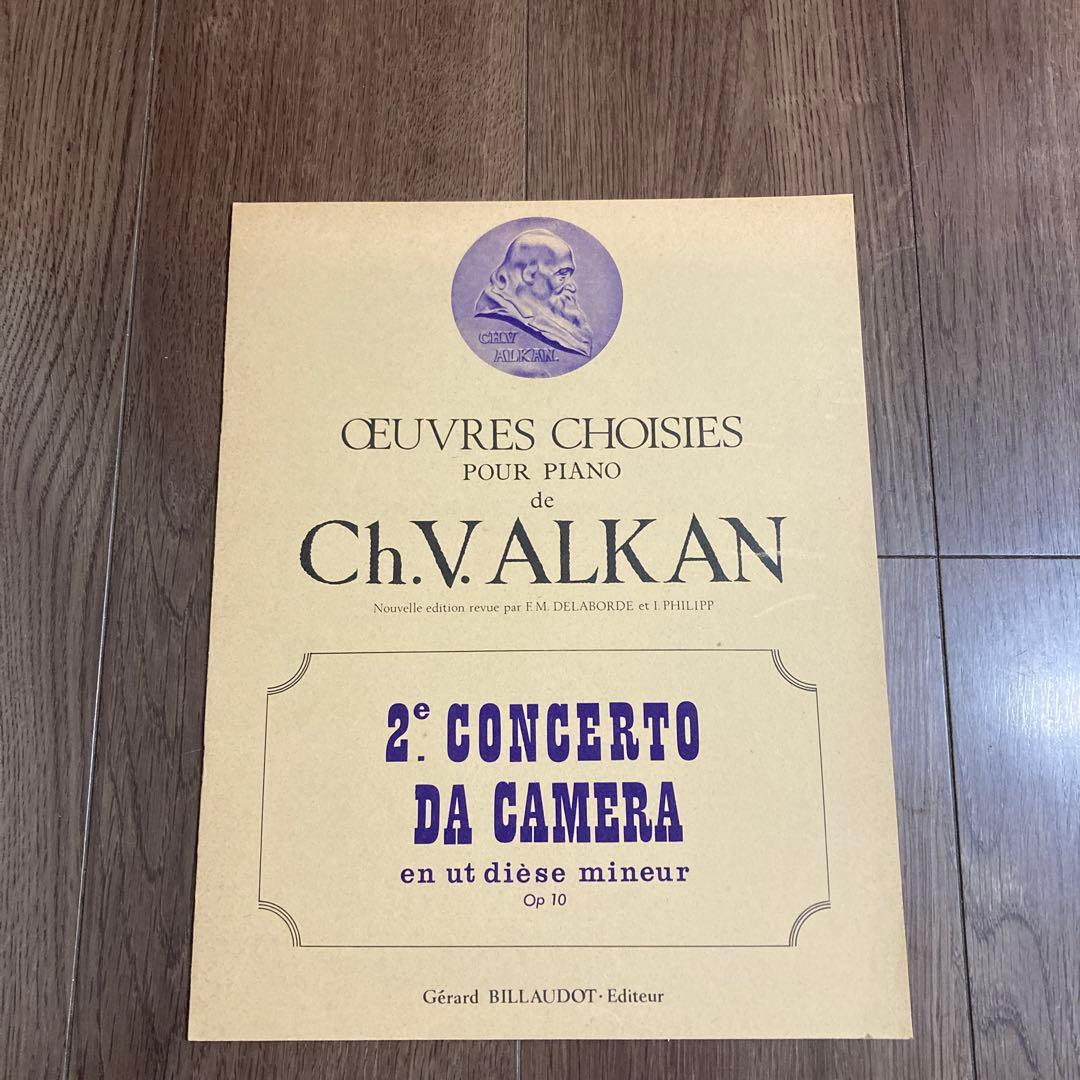 CH.V
ALKAN.
ŒUVRES CHOISIES
POUR PIANO
de
Ch.V. ALKAN
Nouvelle edition revue par F.M. DELABORDE et I. PHILIPP
2e. CONCERTO
DA CAMERA
en ut dièse mineur
Op 10
Gérard BILLAUDOT · Editeur